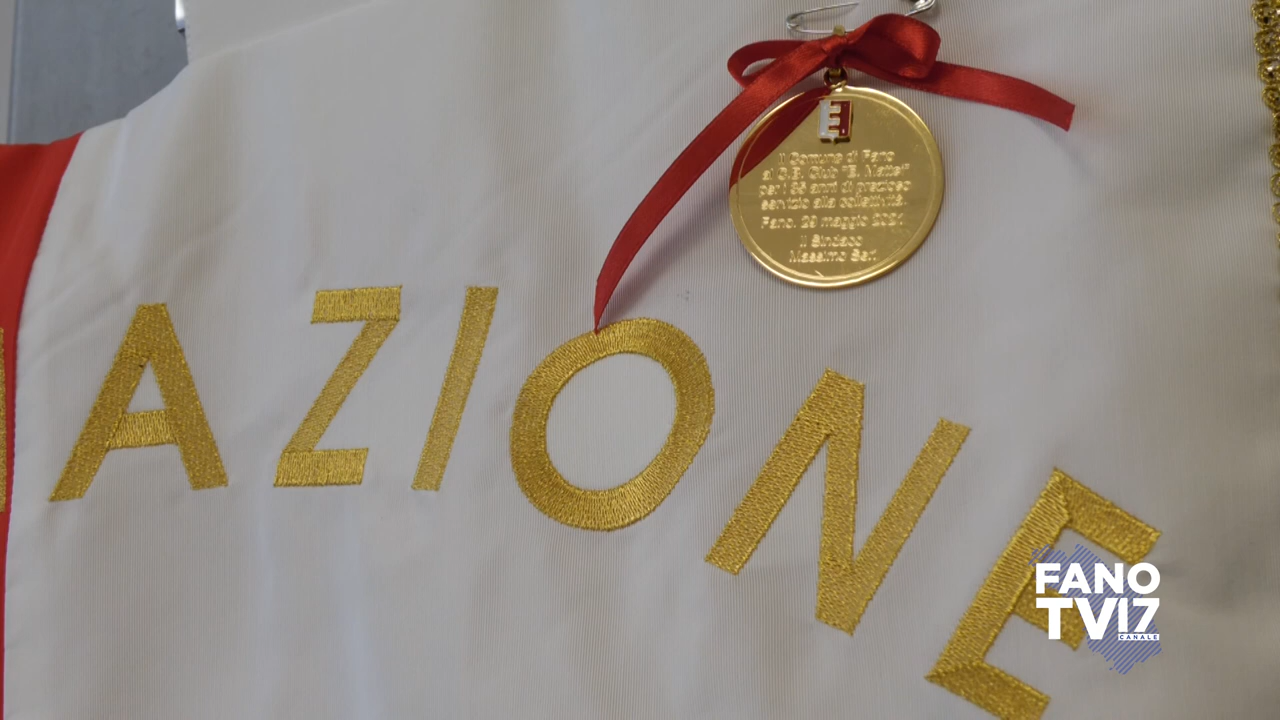 Il Comune di Fano
al C.B. Club "E. Mattei"
per i 35 anni di prezioso
servizio alla collettività.
Fano, 29 maggio 2021
Il Sindaco
Massimo Seri
AZIONE
FANO
TV17
CANALE